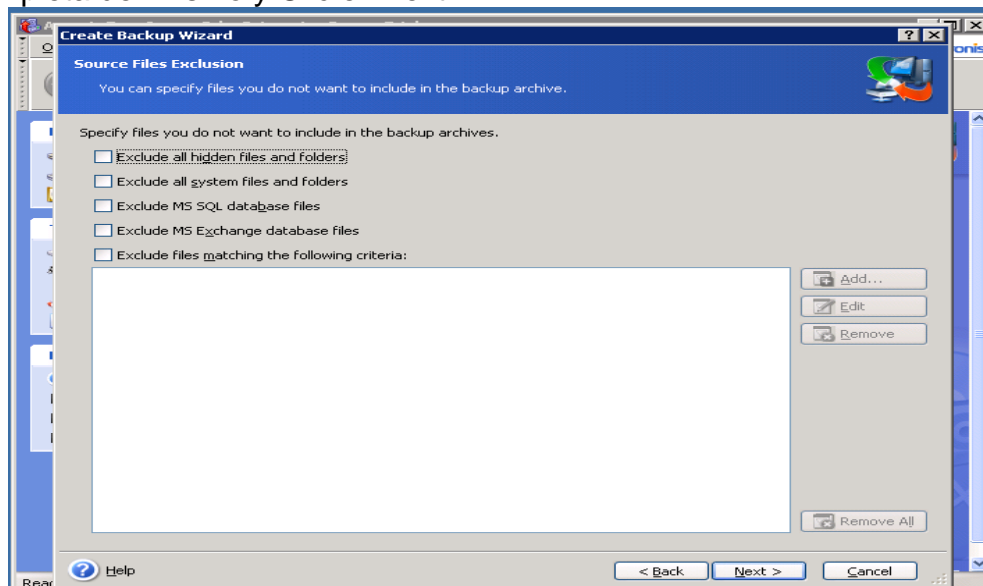 Create Backup Wizard
Source Files Exclusion
You can specify files you do not want to include in the backup archive.
Specify files you do not want to include in the backup archives.
Exclude all hidden files and folders
Exclude all system files and folders
Exclude MS SQL database files
Exclude MS Exchange database files
Exclude files matching the following criteria:
Add...
Edit
Remove
Remove All
Help
< Back
Next >
Cancel